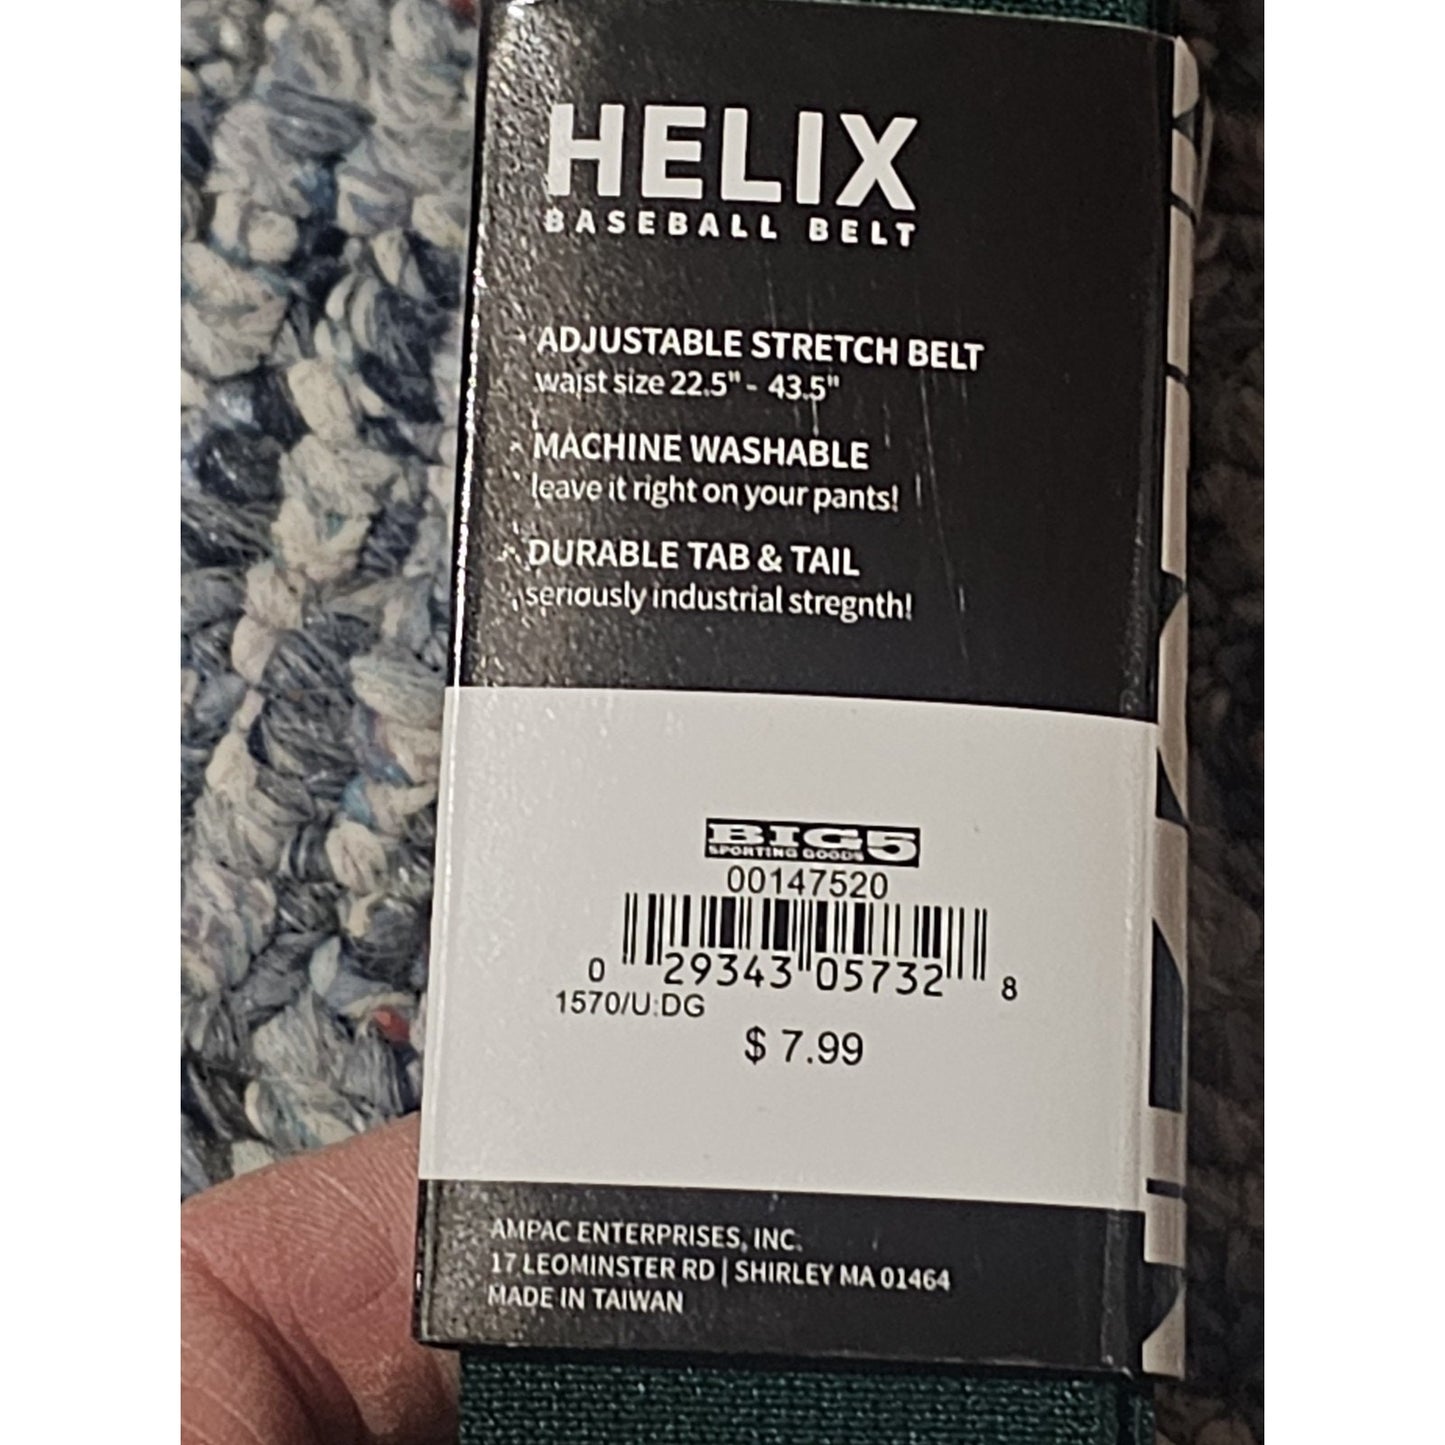 HELIX
BASEBALL BELT
ADJUSTABLE STRETCH BELT
waist size 22.5" - 43.5"
MACHINE WASHABLE
leave it right on your pants!
DURABLE TAB & TAIL
seriously industrial stregnth!
BIG 5
SPORTING GOODS
00147520
0 29343 05732 8
1570/U:DG
$ 7.99
AMPAC ENTERPRISES, INC.
17 LEOMINSTER RD | SHIRLEY MA 01464
MADE IN TAIWAN